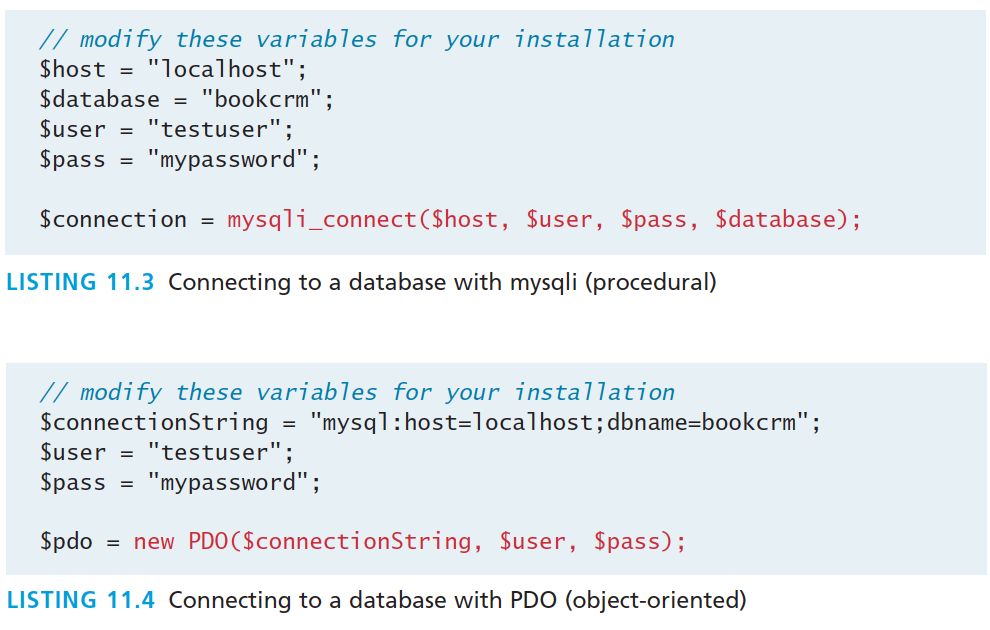 // modify these variables for your installation
$host = "localhost";
$database = "bookcrm";
$user = "testuser";
$pass = "mypassword";
$connection = mysqli_connect($host, $user, $pass, $database);
LISTING 11.3 Connecting to a database with mysqli (procedural)
// modify these variables for your installation
$connectionString = "mysql:host=localhost;dbname=bookcrm";
$user = "testuser";
$pass = "mypassword";
$pdo = new PDO($connectionString, $user, $pass);
LISTING 11.4 Connecting to a database with PDO (object-oriented)